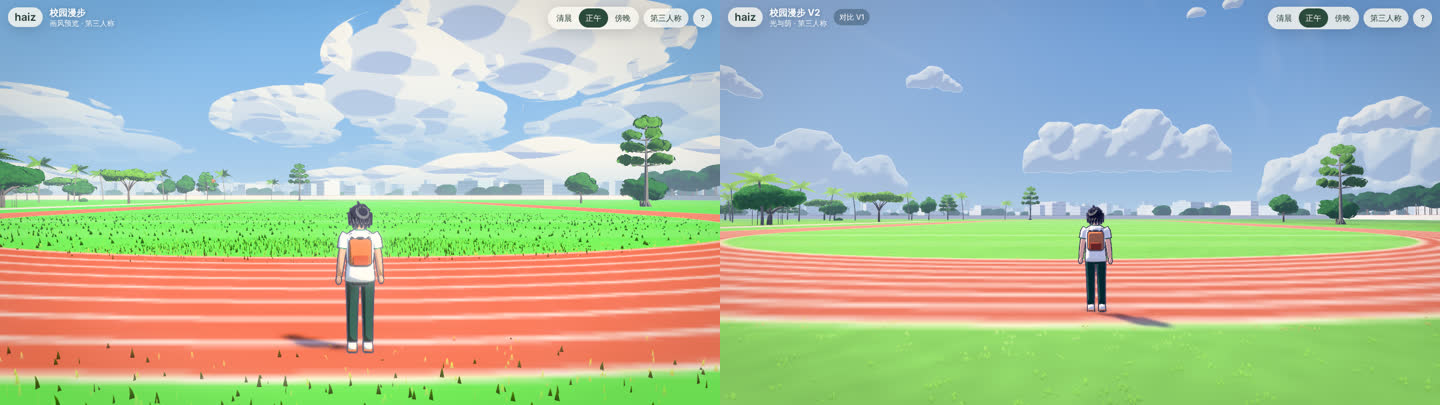 haiz
校园漫步
画风预览 · 第三人称
清晨 正午 傍晚 第三人称 ?
haiz
校园漫步 V2 对比 V1
光与荫 · 第三人称
清晨 正午 傍晚 第三人称 ?